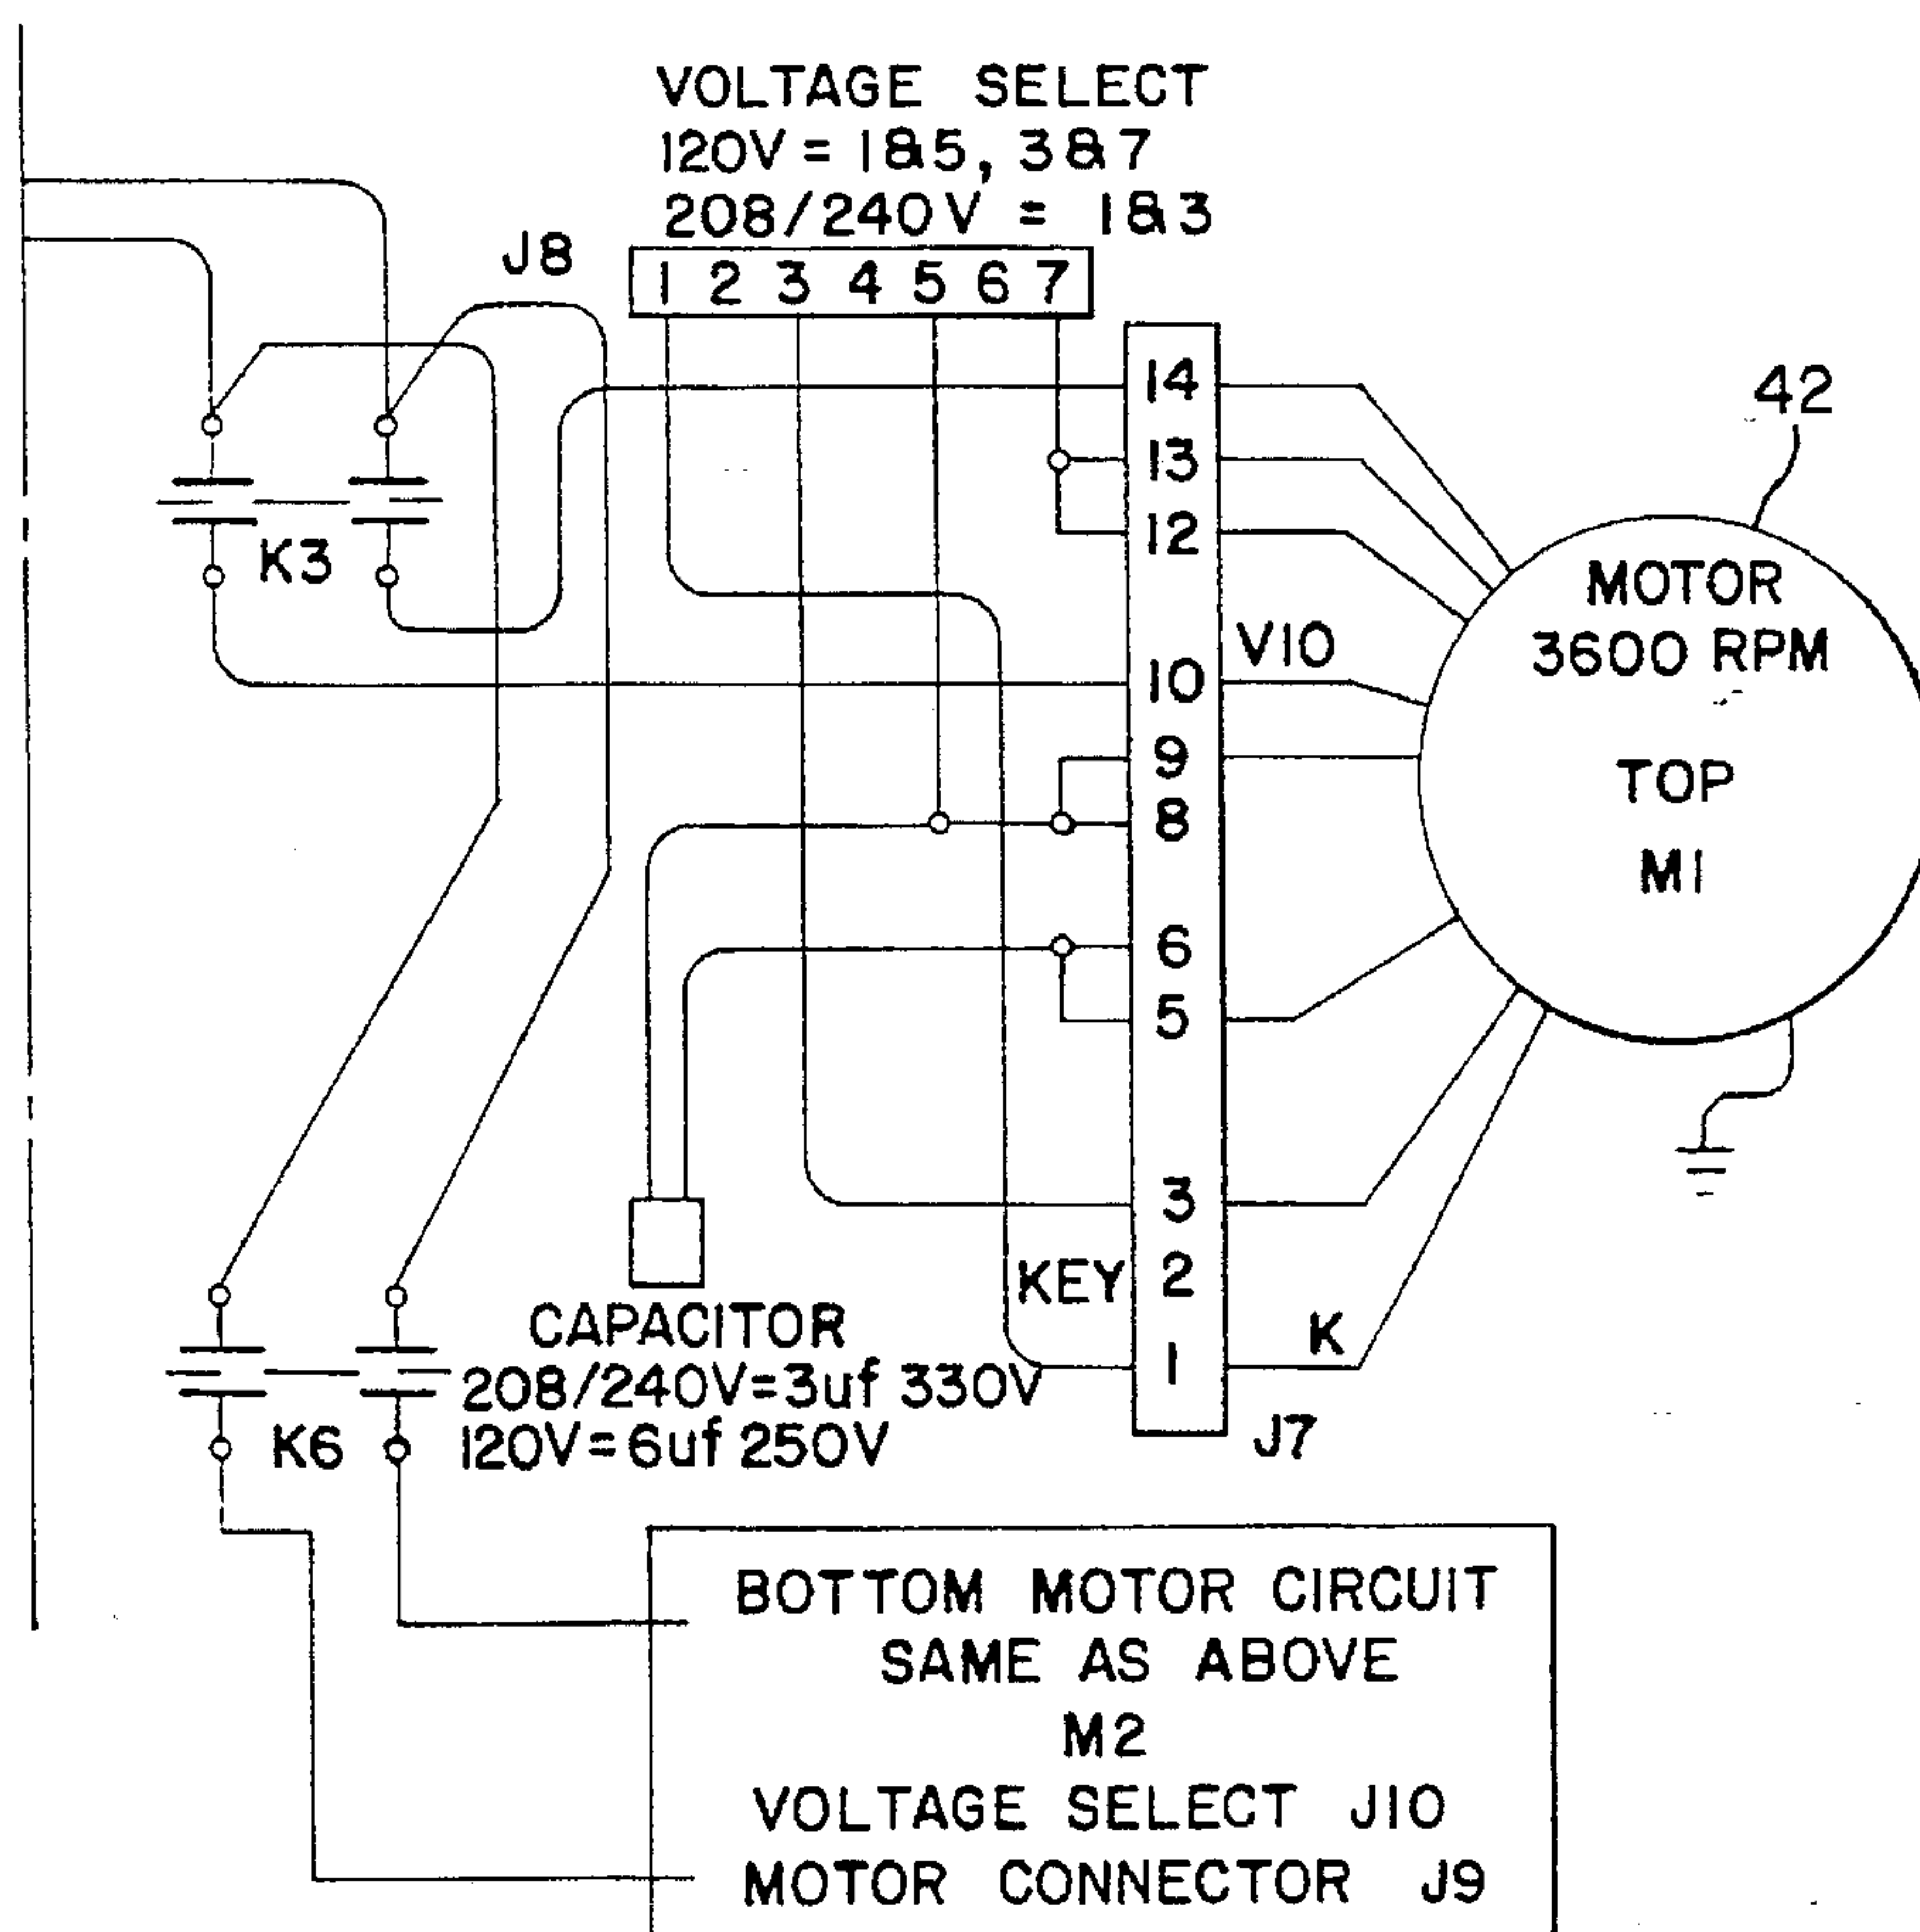 VOLTAGE SELECT
120V = 1&5, 3&7
208/240V = 1&3
J8
1 2 3 4 5 6 7
14
13
12
10
9
8
6
5
3
2
1
42
K3
V10
MOTOR
3600 RPM
TOP
M1
KEY
K
J7
CAPACITOR
208/240V=3uf 330V
120V=6uf 250V
K6
BOTTOM MOTOR CIRCUIT
SAME AS ABOVE
M2
VOLTAGE SELECT J10
MOTOR CONNECTOR J9